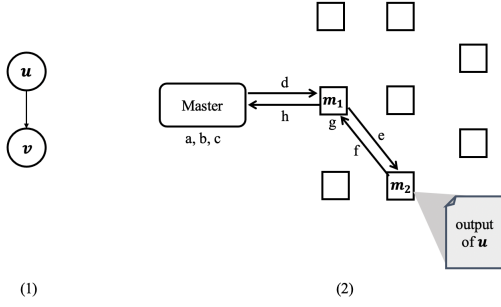 u
v
(1)
Master
a, b, c
d
h
m₁
g
e
f
m₂
output
of u
(2)